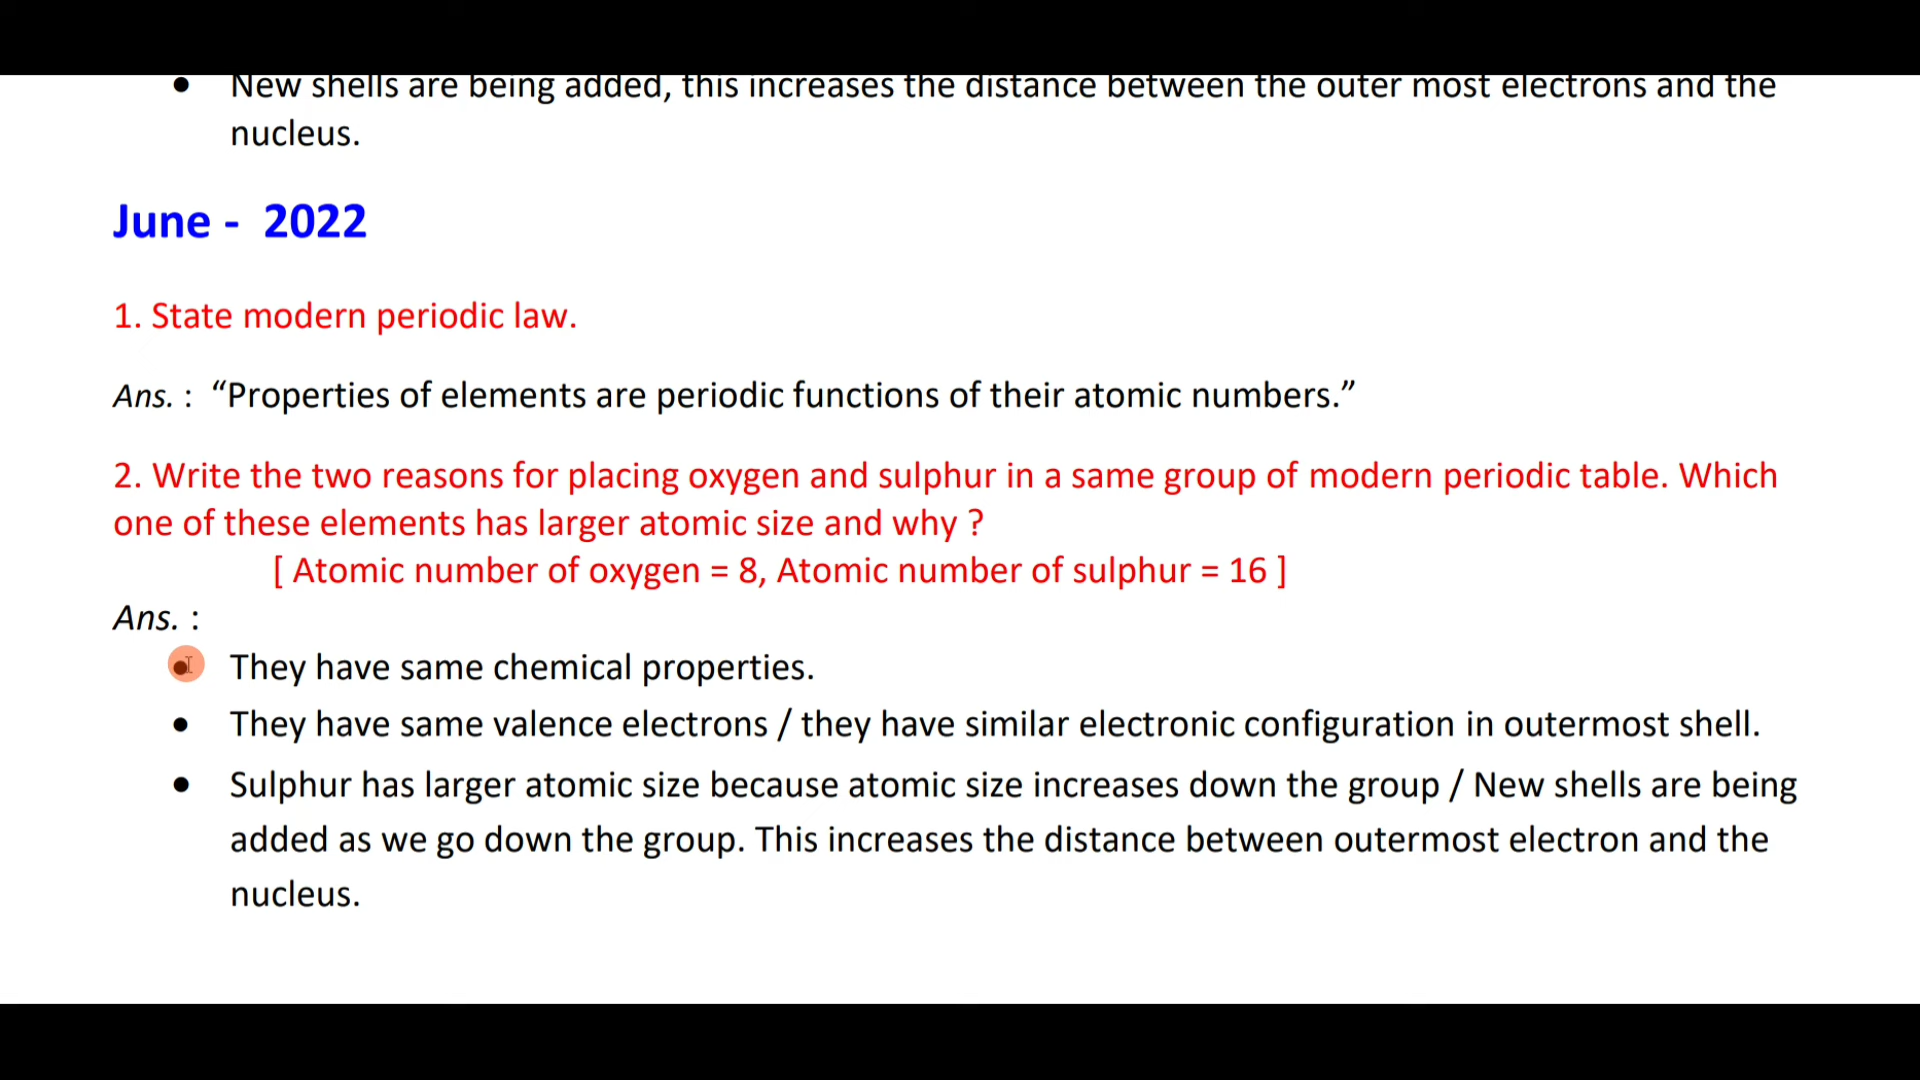 • New shells are being added, this increases the distance between the outer most electrons and the
nucleus.
June - 2022
1. State modern periodic law.
Ans. : “Properties of elements are periodic functions of their atomic numbers.”
2. Write the two reasons for placing oxygen and sulphur in a same group of modern periodic table. Which
one of these elements has larger atomic size and why ?
[ Atomic number of oxygen = 8, Atomic number of sulphur = 16 ]
Ans. :
• They have same chemical properties.
• They have same valence electrons / they have similar electronic configuration in outermost shell.
• Sulphur has larger atomic size because atomic size increases down the group / New shells are being
added as we go down the group. This increases the distance between outermost electron and the
nucleus.